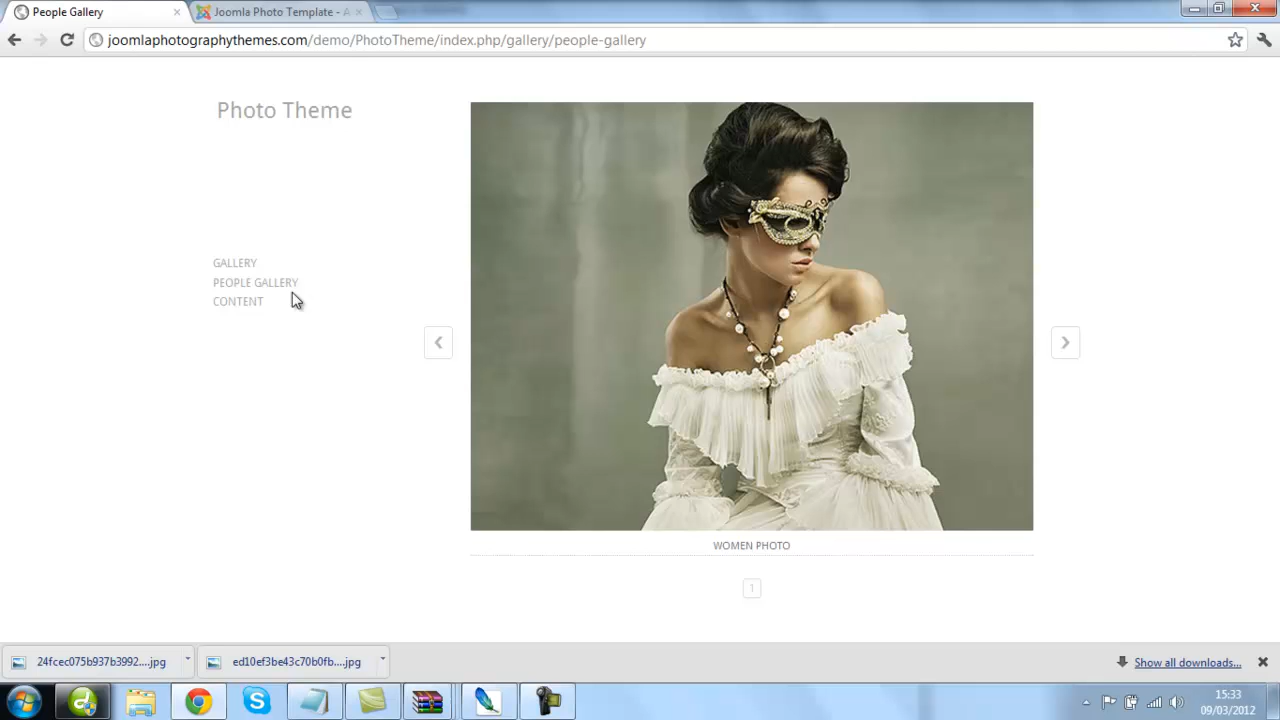 People Gallery
Joomla Photo Template - A
joomlaphotographythemes.com/demo/PhotoTheme/index.php/gallery/people-gallery
Photo Theme
GALLERY
PEOPLE GALLERY
CONTENT
WOMEN PHOTO
1
24fcec075b937b3992....jpg
ed10ef3be43c70b0fb....jpg
Show all downloads...
15:33
09/03/2012